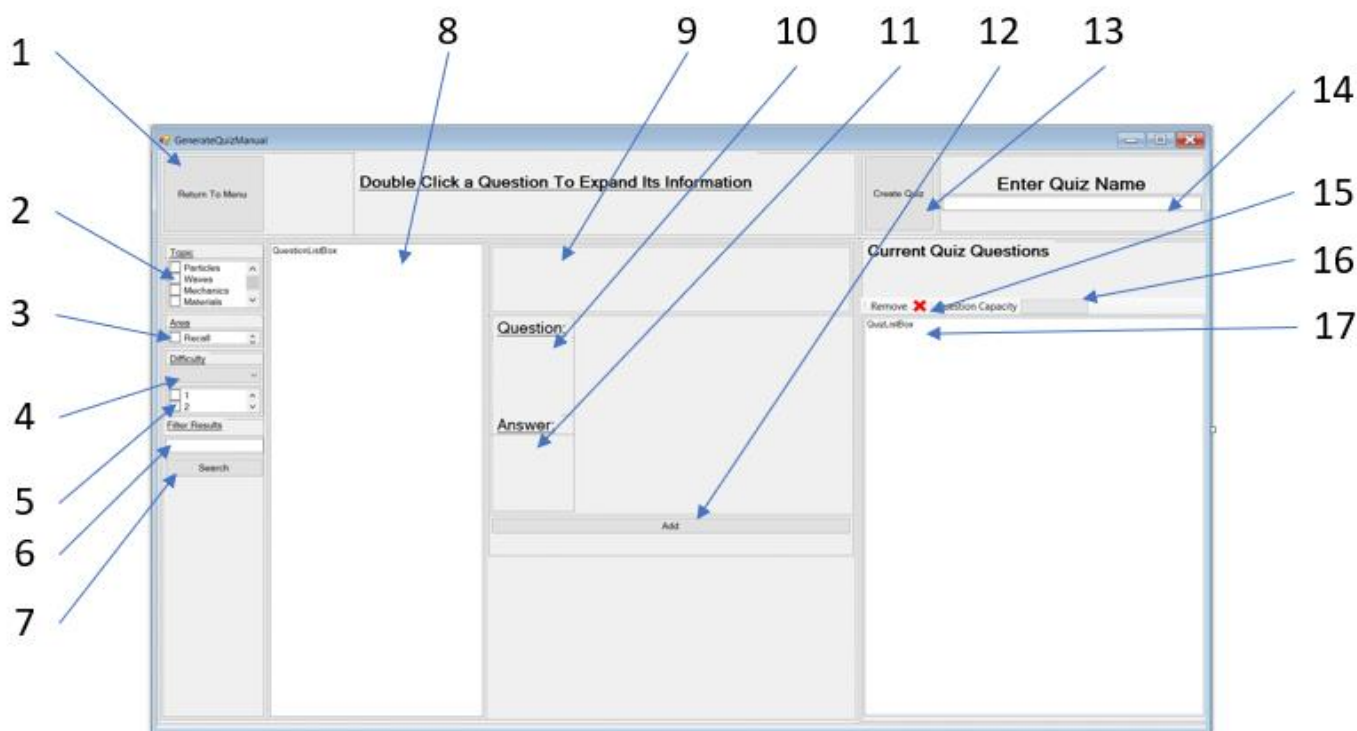 8 9 10 11 12 13
1
14
GenerateQuizManual
Return To Menu
Double Click a Question To Expand Its Information
Create Quiz
Enter Quiz Name
15
2
Topic
Particles
Waves
Mechanics
Materials
QuestionListBox
Current Quiz Questions
16
3
Area
Recall
Question:
Remove
Question Capacity
QuizListBox
17
Difficulty
4
1
2
Filter Results
Answer:
Search
5
Add
6
7